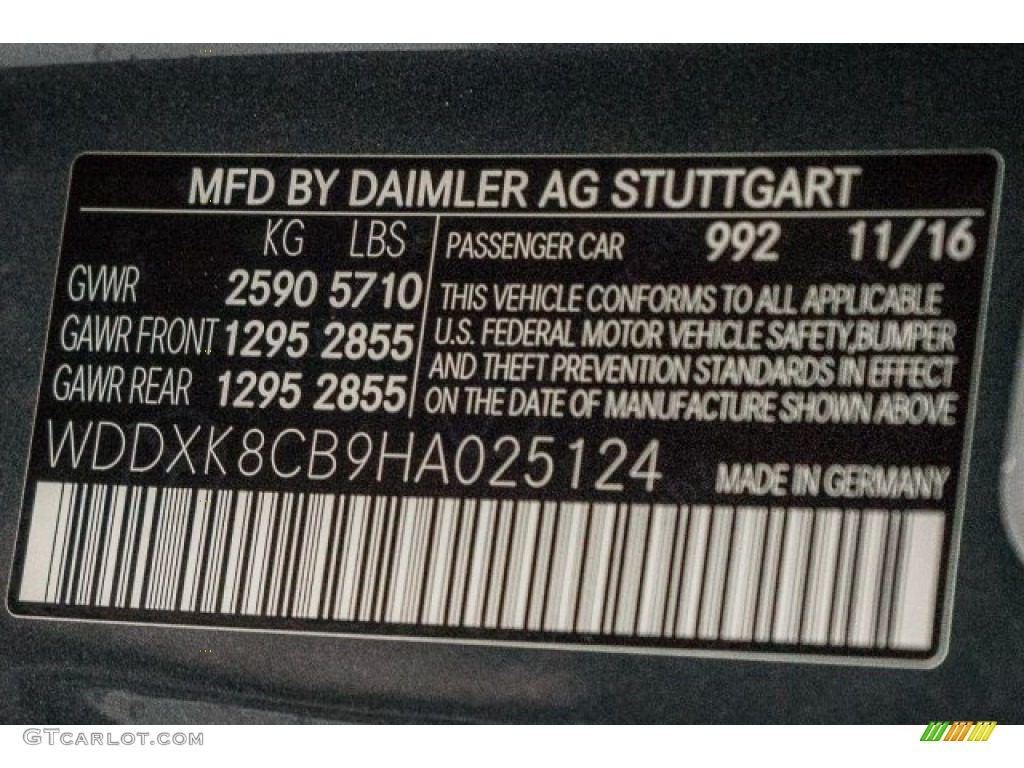 MFD BY DAIMLER AG STUTTGART
KG LBS
GVWR 2590 5710
GAWR FRONT 1295 2855
GAWR REAR 1295 2855
PASSENGER CAR 992 11/16
THIS VEHICLE CONFORMS TO ALL APPLICABLE
U.S. FEDERAL MOTOR VEHICLE SAFETY,BUMPER
AND THEFT PREVENTION STANDARDS IN EFFECT
ON THE DATE OF MANUFACTURE SHOWN ABOVE
WDDXK8CB9HA025124
MADE IN GERMANY
GTCarlot.com